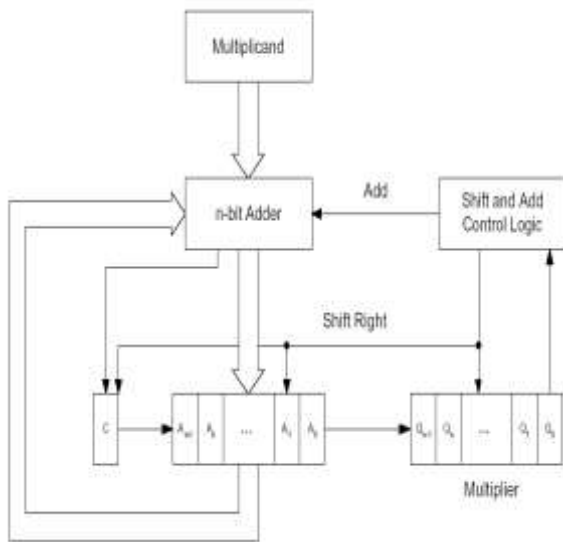 Multiplicand
n-bit Adder
Add
Shift and Add
Control Logic
Shift Right
C
...
...
Multiplier